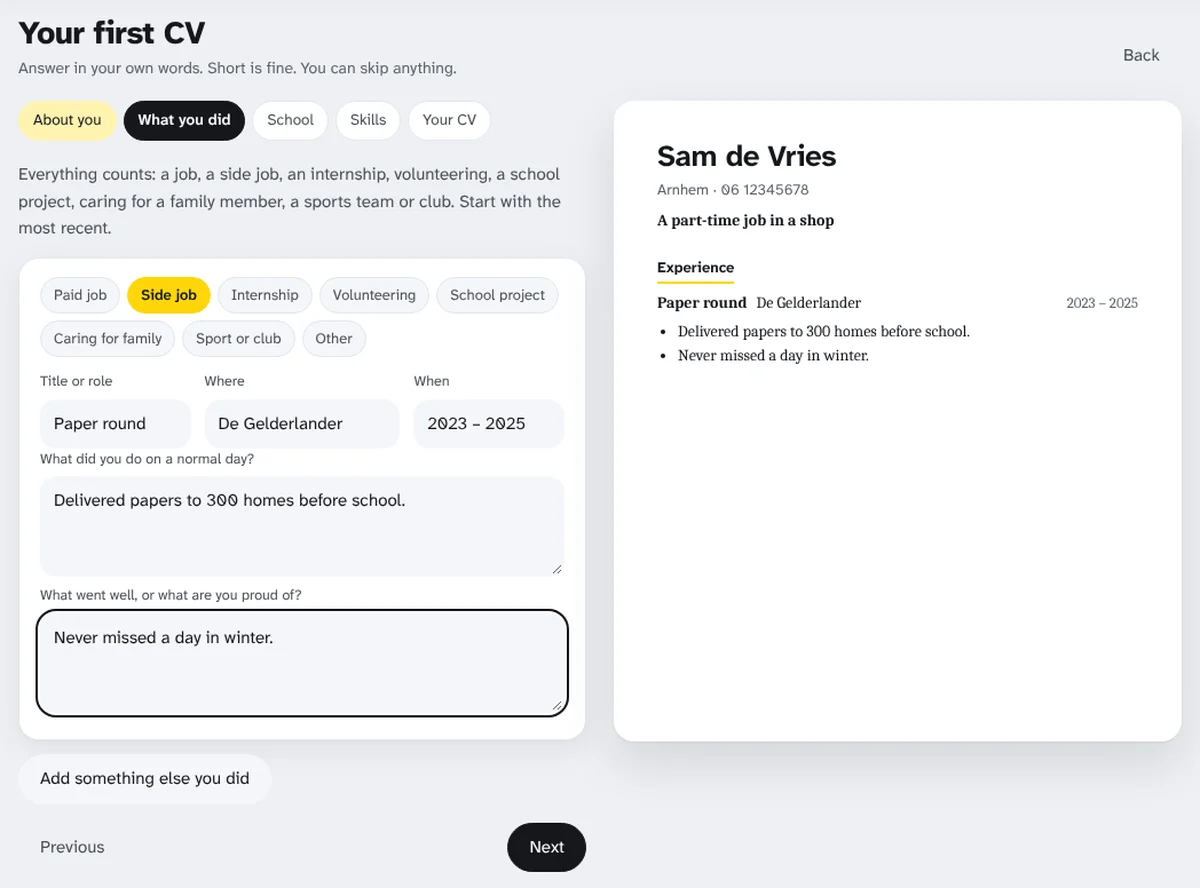 Your first CV
Answer in your own words. Short is fine. You can skip anything.
Back
About you
What you did
School
Skills
Your CV
Everything counts: a job, a side job, an internship, volunteering, a school
project, caring for a family member, a sports team or club. Start with the
most recent.
Paid job
Side job
Internship
Volunteering
School project
Caring for family
Sport or club
Other
Title or role
Where
When
Paper round
De Gelderlander
2023 – 2025
What did you do on a normal day?
Delivered papers to 300 homes before school.
What went well, or what are you proud of?
Never missed a day in winter.
Add something else you did
Previous
Next
Sam de Vries
Arnhem · 06 12345678
A part-time job in a shop
Experience
Paper round De Gelderlander 2023 – 2025
• Delivered papers to 300 homes before school.
• Never missed a day in winter.